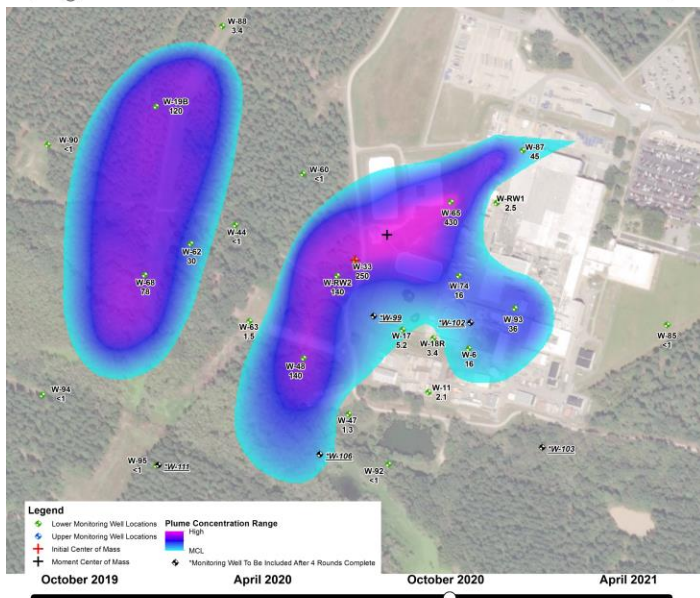 W-88
3.4
W-19B
120
W-90
<1
W-87
45
W-60
<1
W-RW1
2.5
W-65
430
W-44
<1
W-62
30
W-33
250
W-68
78
W-RW2
140
W-74
16
W-93
36
*W-99
*W-102
W-63
1.5
W-17
5.2
W-18R
3.4
W-85
<1
W-6
16
W-48
140
W-11
2.1
W-94
<1
W-47
1.3
*W-103
*W-106
W-95
<1
*W-111
W-92
<1
Legend
Lower Monitoring Well Locations
Upper Monitoring Well Locations
Initial Center of Mass
Moment Center of Mass
Plume Concentration Range
High
MCL
*Monitoring Well To Be Included After 4 Rounds Complete
October 2019 April 2020 October 2020 April 2021